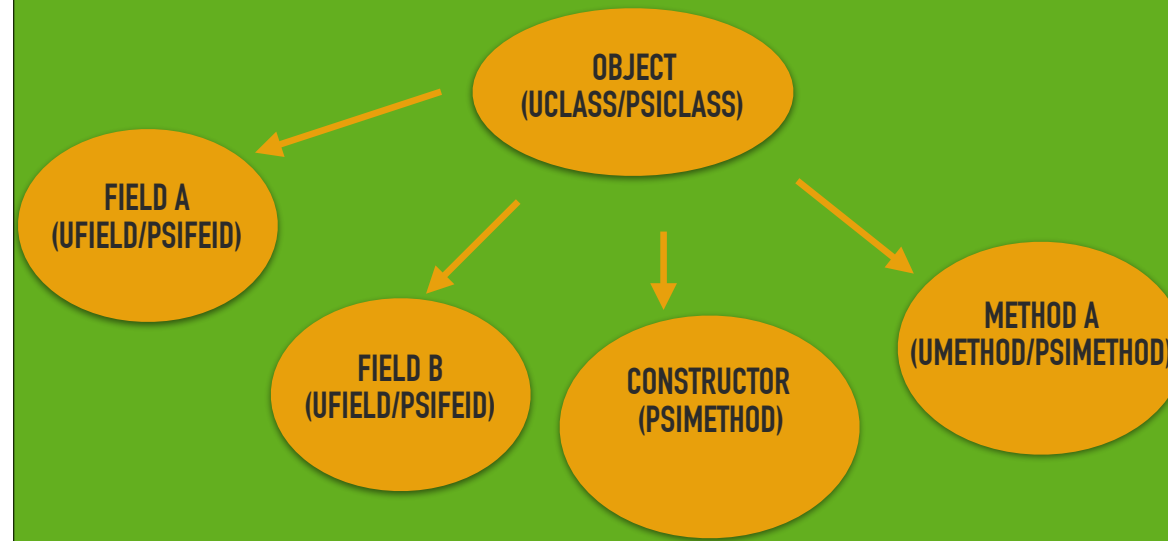 OBJECT
(UCLASS/PSICLASS)
FIELD A
(UFIELD/PSIFEID)
FIELD B
(UFIELD/PSIFEID)
CONSTRUCTOR
(PSIMETHOD)
METHOD A
(UMETHOD/PSIMETHOD)